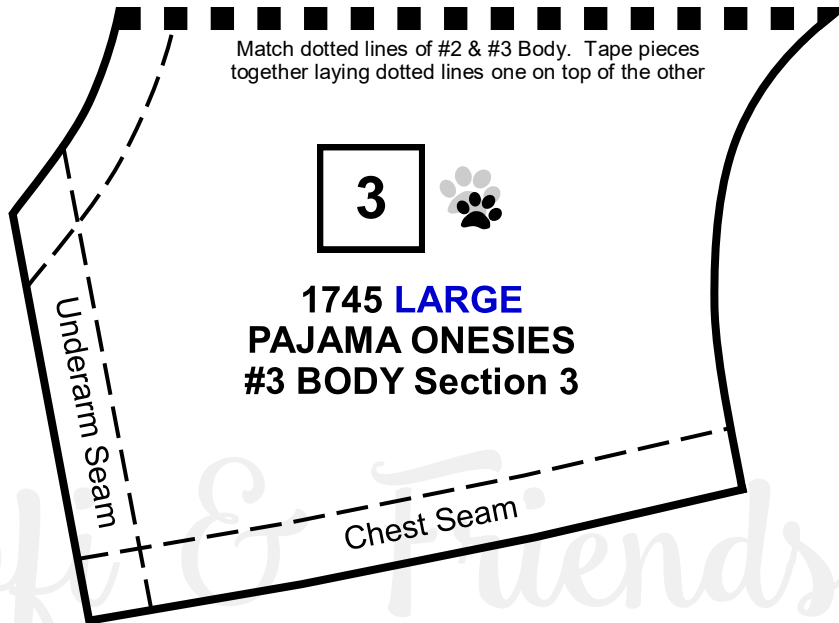 Match dotted lines of #2 & #3 Body. Tape pieces
together laying dotted lines one on top of the other
3
1745 LARGE
PAJAMA ONESIES
#3 BODY Section 3
Underarm Seam
Chest Seam
& Friends